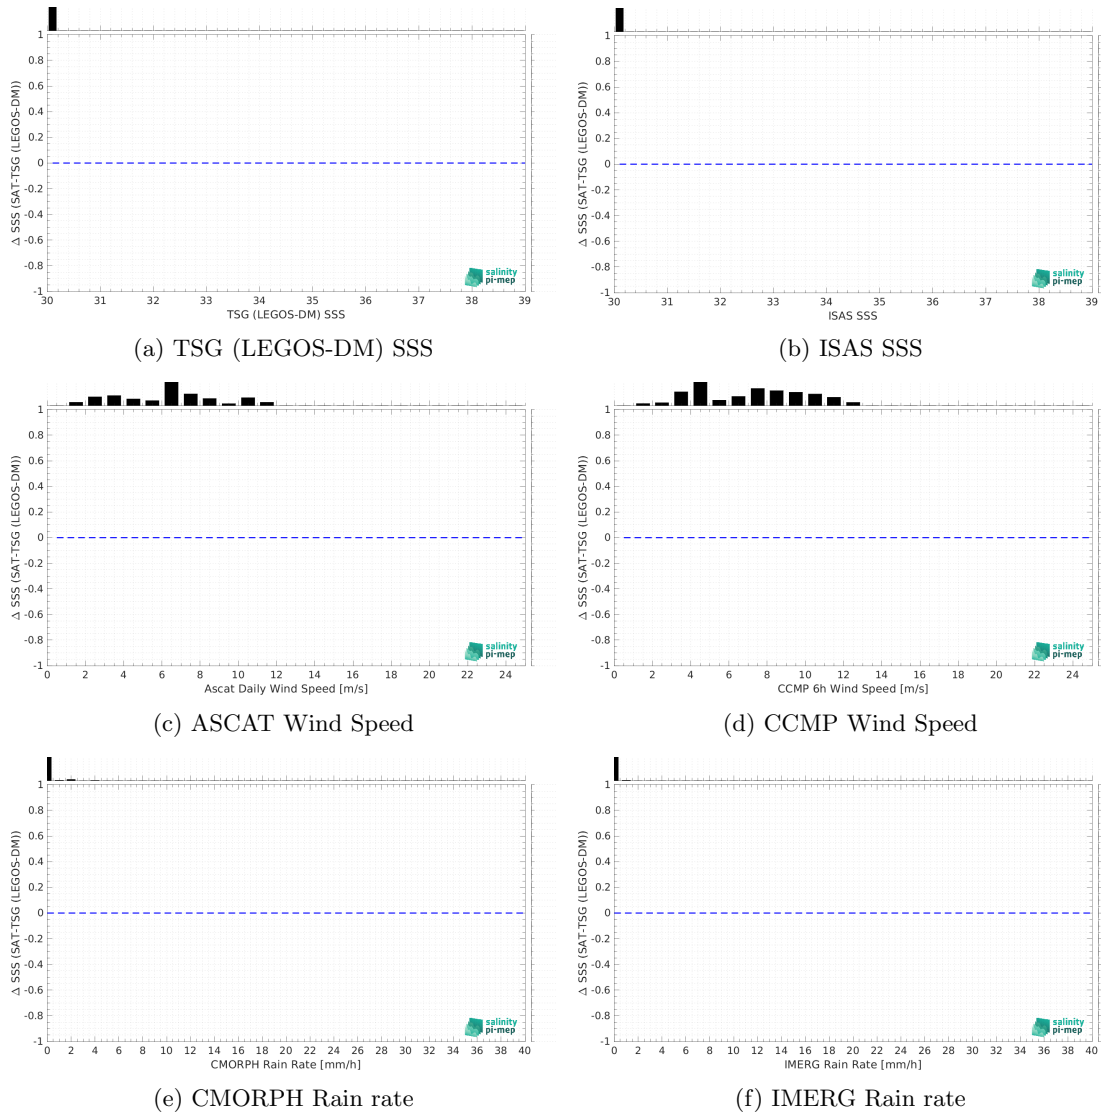 1
0.8
0.6
0.4
0.2
0
-0.2
-0.4
-0.6
-0.8
-1
Δ SSS (SAT-TSG (LEGOS-DM))
30 31 32 33 34 35 36 37 38 39
TSG (LEGOS-DM) SSS
salinity
pi-mep
(a) TSG (LEGOS-DM) SSS
1
0.8
0.6
0.4
0.2
0
-0.2
-0.4
-0.6
-0.8
-1
Δ SSS (SAT-TSG (LEGOS-DM))
30 31 32 33 34 35 36 37 38 39
ISAS SSS
salinity
pi-mep
(b) ISAS SSS
1
0.8
0.6
0.4
0.2
0
-0.2
-0.4
-0.6
-0.8
-1
Δ SSS (SAT-TSG (LEGOS-DM))
0 2 4 6 8 10 12 14 16 18 20 22 24
Ascat Daily Wind Speed [m/s]
salinity
pi-mep
(c) ASCAT Wind Speed
1
0.8
0.6
0.4
0.2
0
-0.2
-0.4
-0.6
-0.8
-1
Δ SSS (SAT-TSG (LEGOS-DM))
0 2 4 6 8 10 12 14 16 18 20 22 24
CCMP 6h Wind Speed [m/s]
salinity
pi-mep
(d) CCMP Wind Speed
1
0.8
0.6
0.4
0.2
0
-0.2
-0.4
-0.6
-0.8
-1
Δ SSS (SAT-TSG (LEGOS-DM))
0 2 4 6 8 10 12 14 16 18 20 22 24 26 28 30 32 34 36 38 40
CMORPH Rain Rate [mm/h]
salinity
pi-mep
(e) CMORPH Rain rate
1
0.8
0.6
0.4
0.2
0
-0.2
-0.4
-0.6
-0.8
-1
Δ SSS (SAT-TSG (LEGOS-DM))
0 2 4 6 8 10 12 14 16 18 20 22 24 26 28 30 32 34 36 38 40
IMERG Rain Rate [mm/h]
salinity
pi-mep
(f) IMERG Rain rate